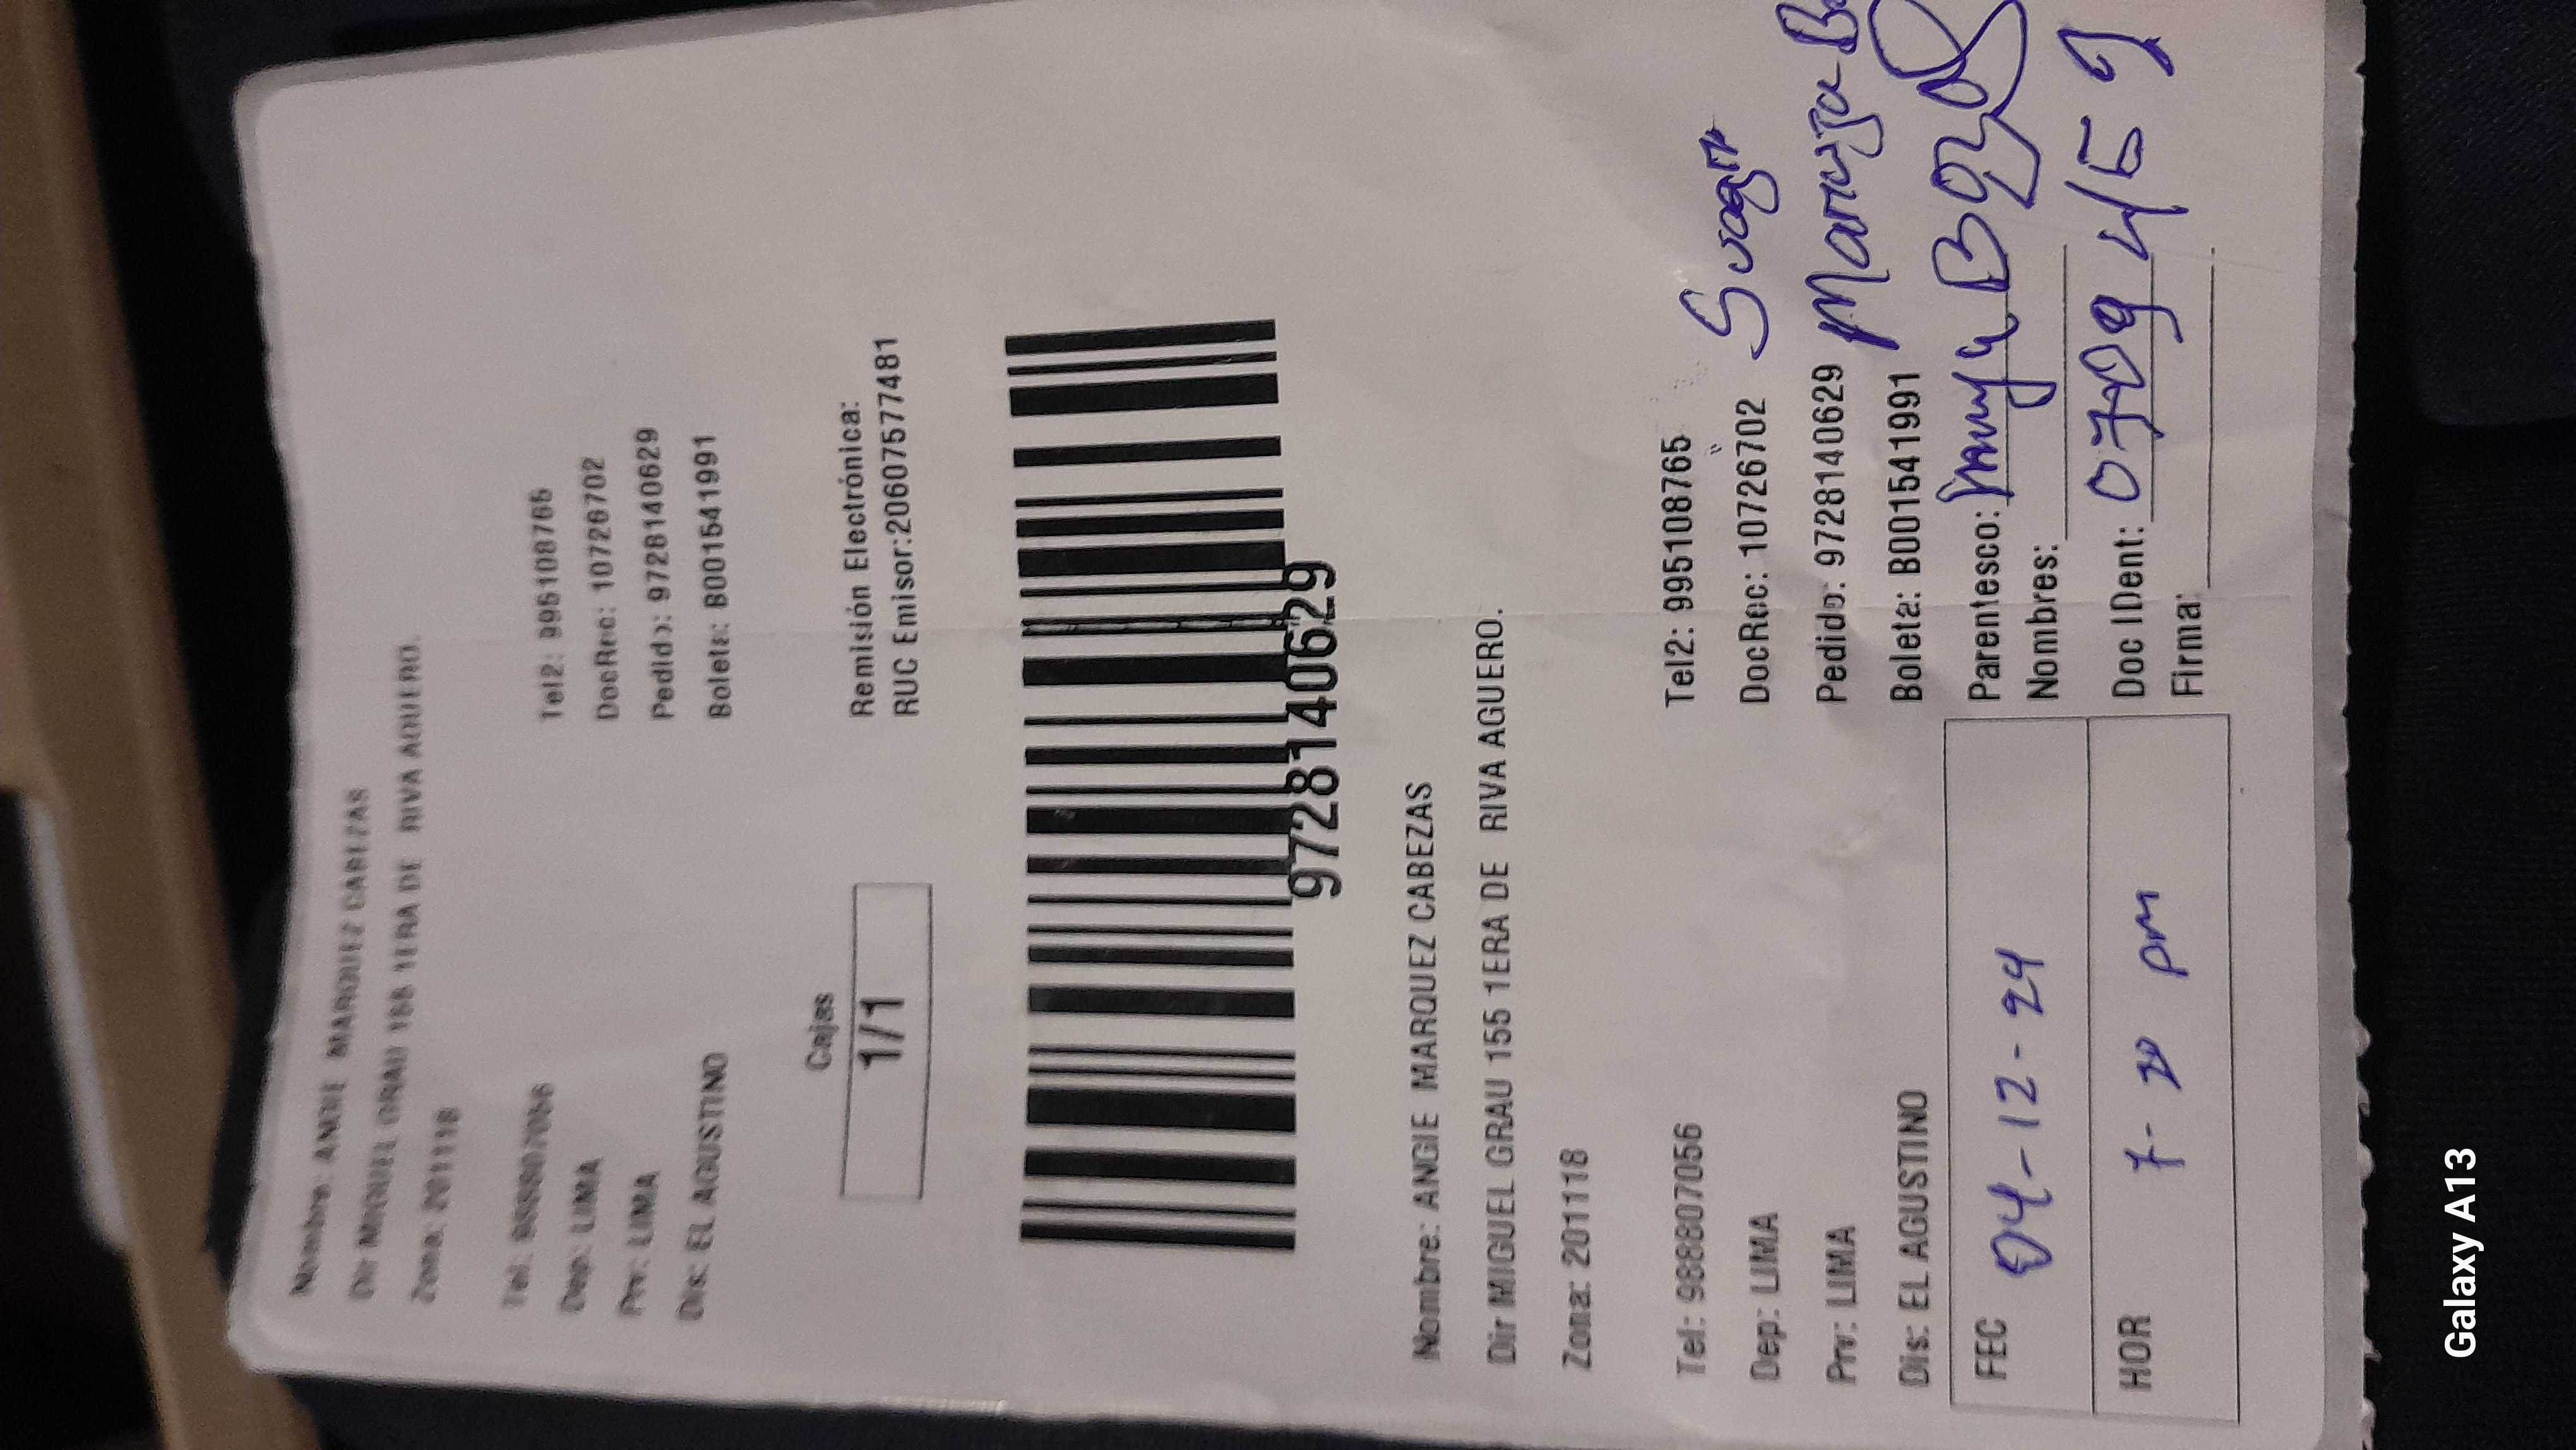 Nombre: ANGIE MARQUEZ CABEZAS
Dir MIGUEL GRAU 155 1ERA DE RIVA AGUERO.
Zona: 201118
Tel: 988807056
Tel2: 995108765
Dep: LIMA
DocRec: 10726702
Prv: LIMA
Pedido: 9728140629
Dis: EL AGUSTINO
Boleta: B001541991
Cajas
1/1
Remisión Electrónica:
RUC Emisor:20607577481
9728140629
Nombre: ANGIE MARQUEZ CABEZAS
Dir MIGUEL GRAU 155 1ERA DE RIVA AGUERO.
Zona: 201118
Tel: 988807056
Tel2: 995108765
Dep: LIMA
DocRec: 10726702 Suegra
Prv: LIMA
Pedido: 9728140629 Maruja
Dis: EL AGUSTINO
Boleta: B001541991
FEC 04-12-24
Parentesco:
Nombres:
HOR 7-20 pm
Doc IDent:
Firma:
Galaxy A13